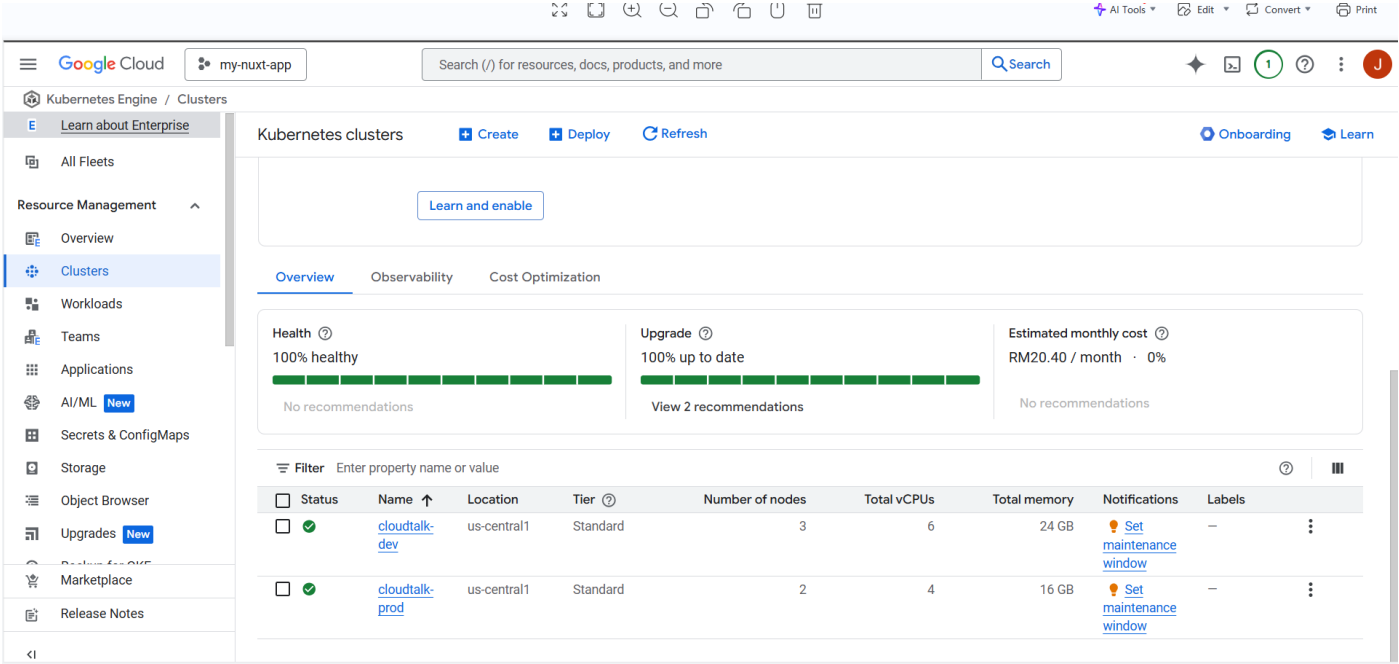 AI Tools Edit Convert Print
Google Cloud my-nuxt-app Search (/) for resources, docs, products, and more Search 1 J
Kubernetes Engine / Clusters
E Learn about Enterprise
All Fleets
Resource Management
Overview
Clusters
Workloads
Teams
Applications
AI/ML New
Secrets & ConfigMaps
Storage
Object Browser
Upgrades New
Backup for GKE
Marketplace
Release Notes
Kubernetes clusters Create Deploy Refresh Onboarding Learn
Learn and enable
Overview Observability Cost Optimization
Health
100% healthy
No recommendations
Upgrade
100% up to date
View 2 recommendations
Estimated monthly cost
RM20.40 / month · 0%
No recommendations
Filter Enter property name or value
Status Name Location Tier Number of nodes Total vCPUs Total memory Notifications Labels
cloudtalk- us-central1 Standard 3 6 24 GB Set –
dev maintenance
window
cloudtalk- us-central1 Standard 2 4 16 GB Set –
prod maintenance
window